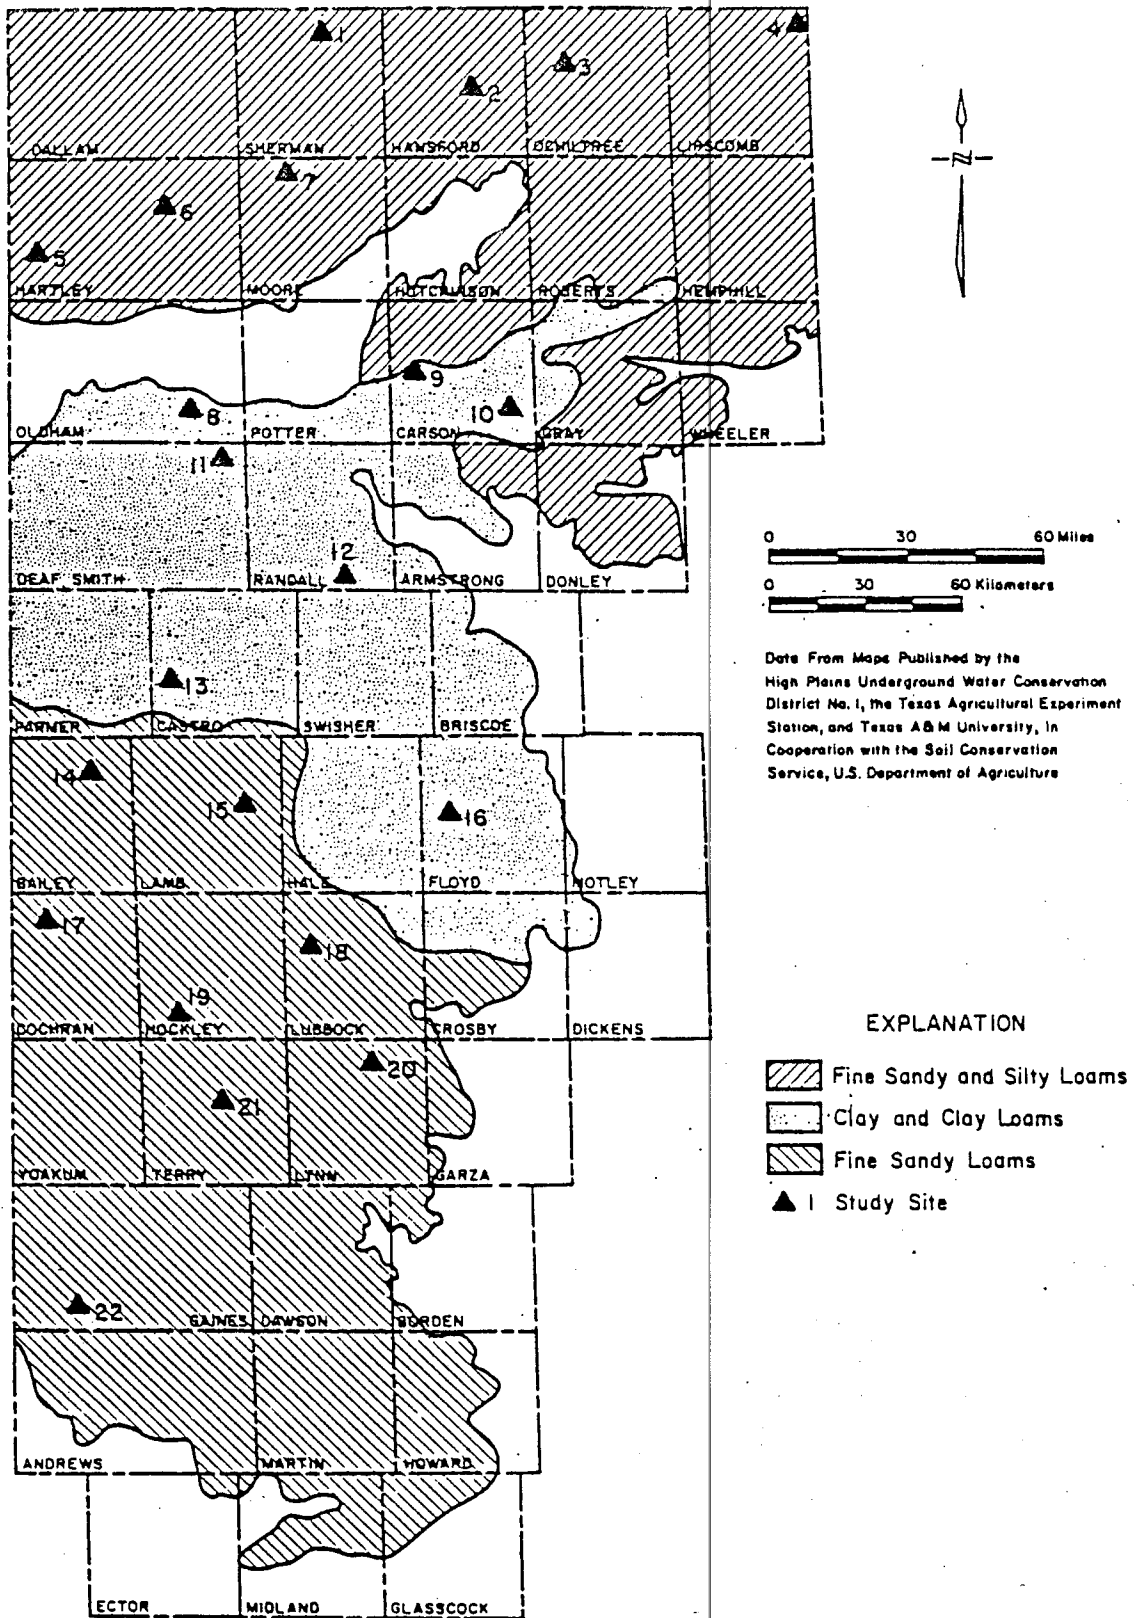 1
4
3
2
DALLAM
SHERMAN
HANSFORD
OCHILTREE
LIPSCOMB
N
7
6
5
HARTLEY
MOORE
HUTCHINSON
ROBERTS
HEMPHILL
9
8
10
OLDHAM
POTTER
CARSON
GRAY
WHEELER
11
12
DEAF SMITH
RANDALL
ARMSTRONG
DONLEY
0 30 60 Miles
0 30 60 Kilometers
13
Data From Maps Published by the
High Plains Underground Water Conservation
District No. 1, the Texas Agricultural Experiment
Station, and Texas A&M University, in
Cooperation with the Soil Conservation
Service, U.S. Department of Agriculture
PARMER
CASTRO
SWISHER
BRISCOE
14
15
16
BAILEY
LAMB
HALE
FLOYD
MOTLEY
17
18
19
COCHRAN
HOCKLEY
LUBBOCK
CROSBY
DICKENS
EXPLANATION
Fine Sandy and Silty Loams
Clay and Clay Loams
Fine Sandy Loams
1 Study Site
20
21
YOAKUM
TERRY
LYNN
GARZA
22
GAINES
DAWSON
BORDEN
ANDREWS
MARTIN
HOWARD
ECTOR
MIDLAND
GLASSCOCK